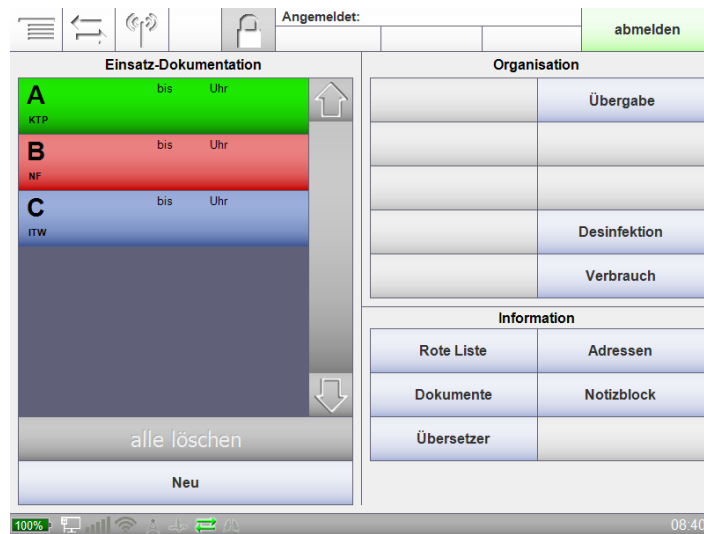 Angemeldet:
abmelden
Einsatz-Dokumentation
A bis Uhr
KTP
B bis Uhr
NF
C bis Uhr
ITW
alle löschen
Neu
Organisation
Übergabe
Desinfektion
Verbrauch
Information
Rote Liste Adressen
Dokumente Notizblock
Übersetzer
100% 08:40